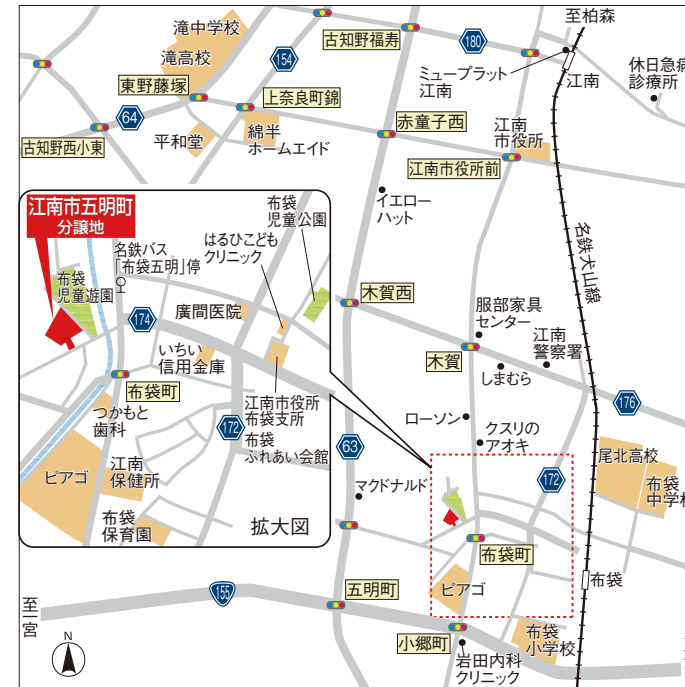 至柏森
滝中学校
滝高校
古知野福寿
180
154
ミュープラット
江南
江南
休日急病
診療所
東野藤塚
上奈良町錦
64
赤童子西
古知野西小東
平和堂
綿半
ホームエイド
江南
市役所
江南市役所前
イエロー
ハット
名鉄犬山線
江南市五明町
分譲地
布袋
児童公園
名鉄バス
「布袋五明」停
はるひこども
クリニック
布袋
児童遊園
174
廣間医院
木賀西
服部家具
センター
木賀
江南
警察署
しまむら
いちい
信用金庫
布袋町
江南市役所
布袋支所
布袋
ふれあい会館
172
つかもと
歯科
ピアゴ
江南
保健所
布袋
保育園
拡大図
176
ローソン
クスリの
アオキ
63
マクドナルド
172
尾北高校
布袋
中学校
布袋町
布袋
ピアゴ
155
五明町
至一宮
小郷町
布袋
小学校
岩田内科
クリニック
N